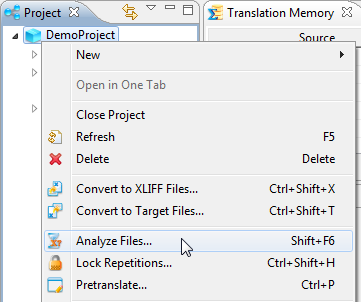 Project
Translation Memory
DemoProject
Source
New
Open in One Tab
Close Project
Refresh F5
Delete Delete
Convert to XLIFF Files... Ctrl+Shift+X
Convert to Target Files... Ctrl+Shift+T
Analyze Files... Shift+F6
Lock Repetitions... Ctrl+Shift+H
Pretranslate... Ctrl+P